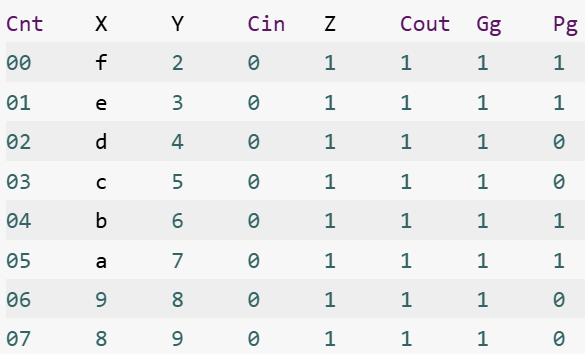 Cnt X Y Cin Z Cout Gg Pg
00 f 2 0 1 1 1 1
01 e 3 0 1 1 1 1
02 d 4 0 1 1 1 0
03 c 5 0 1 1 1 0
04 b 6 0 1 1 1 1
05 a 7 0 1 1 1 1
06 9 8 0 1 1 1 0
07 8 9 0 1 1 1 0